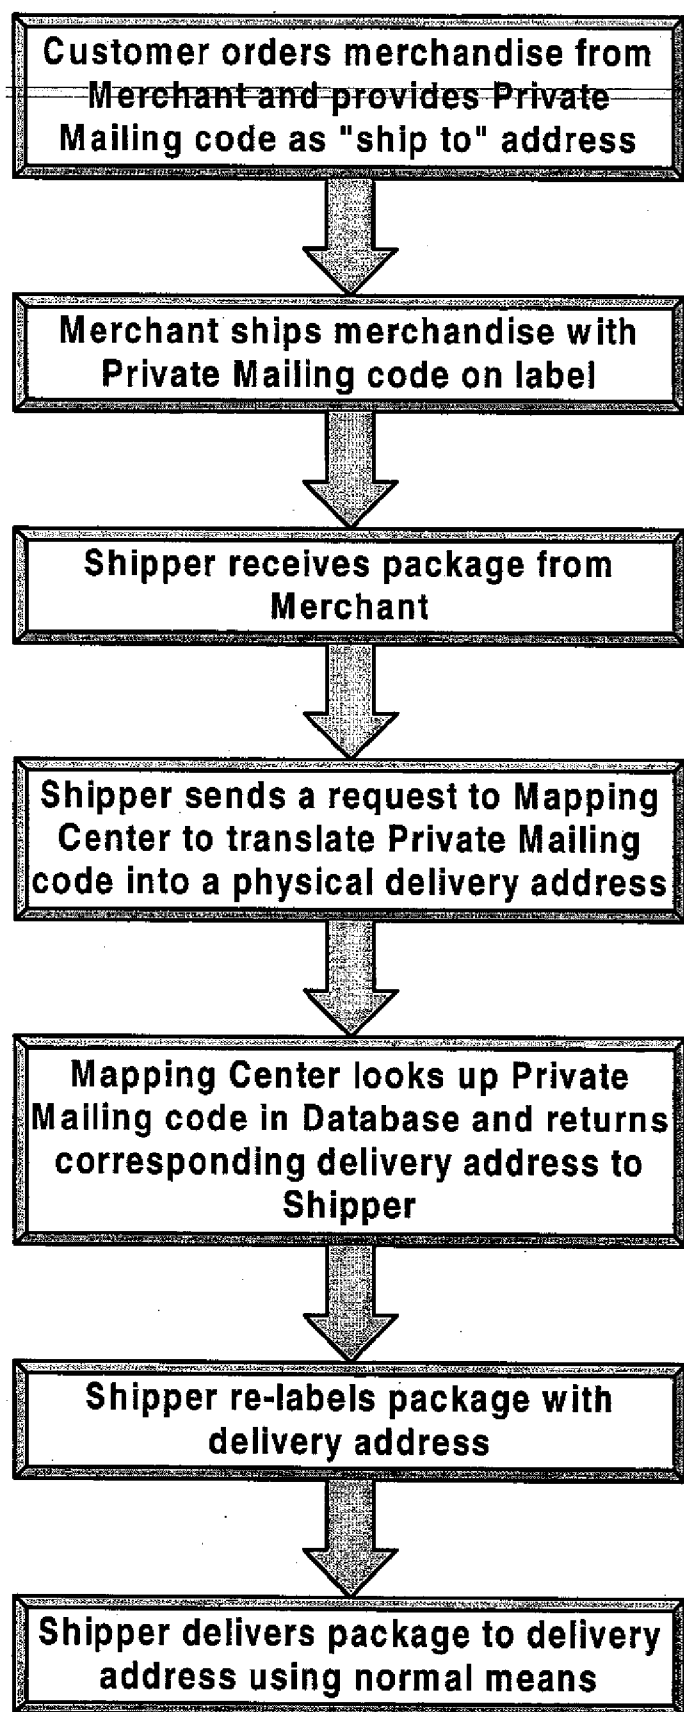 Customer orders merchandise from
Merchant and provides Private
Mailing code as "ship to" address
Merchant ships merchandise with
Private Mailing code on label
Shipper receives package from
Merchant
Shipper sends a request to Mapping
Center to translate Private Mailing
code into a physical delivery address
Mapping Center looks up Private
Mailing code in Database and returns
corresponding delivery address to
Shipper
Shipper re-labels package with
delivery address
Shipper delivers package to delivery
address using normal means